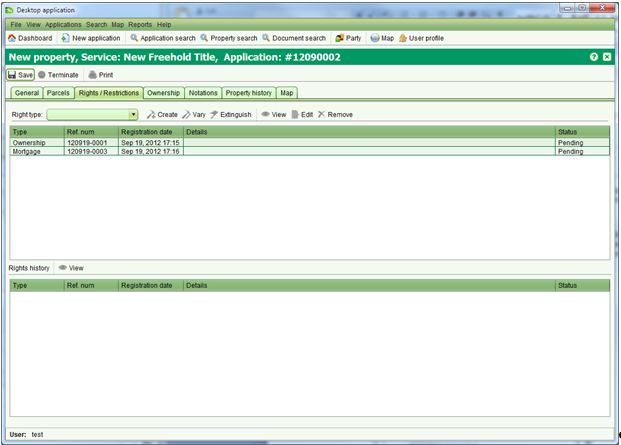 Desktop application
File View Applications Search Map Reports Help
Dashboard New application Application search Property search Document search Party Map User profile
New property, Service: New Freehold Title, Application: #12090002
Save Terminate Print
General Parcels Rights / Restrictions Ownership Notations Property history Map
Right type: Create Vary Extinguish View Edit Remove
Type Ref. num Registration date Details Status
Ownership 120919-0001 Sep 19, 2012 17:15 Pending
Mortgage 120919-0003 Sep 19, 2012 17:16 Pending
Rights history View
Type Ref. num Registration date Details Status
User: test